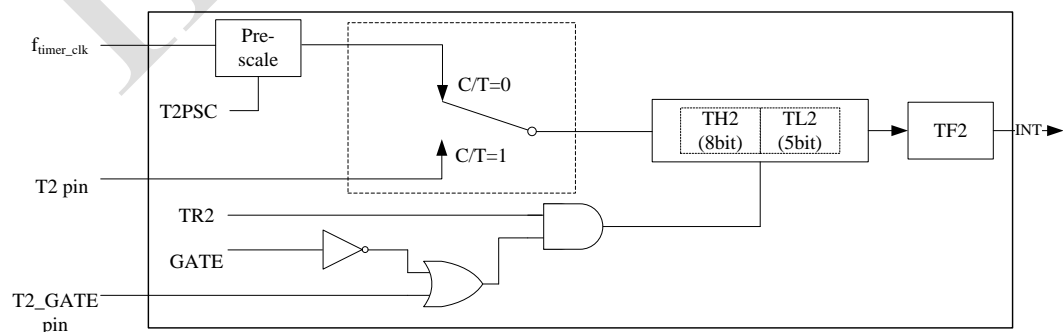 f_timer_clk
Pre-
scale
T2PSC
C/T=0
C/T=1
T2 pin
TH2
(8bit)
TL2
(5bit)
TF2
INT
TR2
GATE
T2_GATE
pin